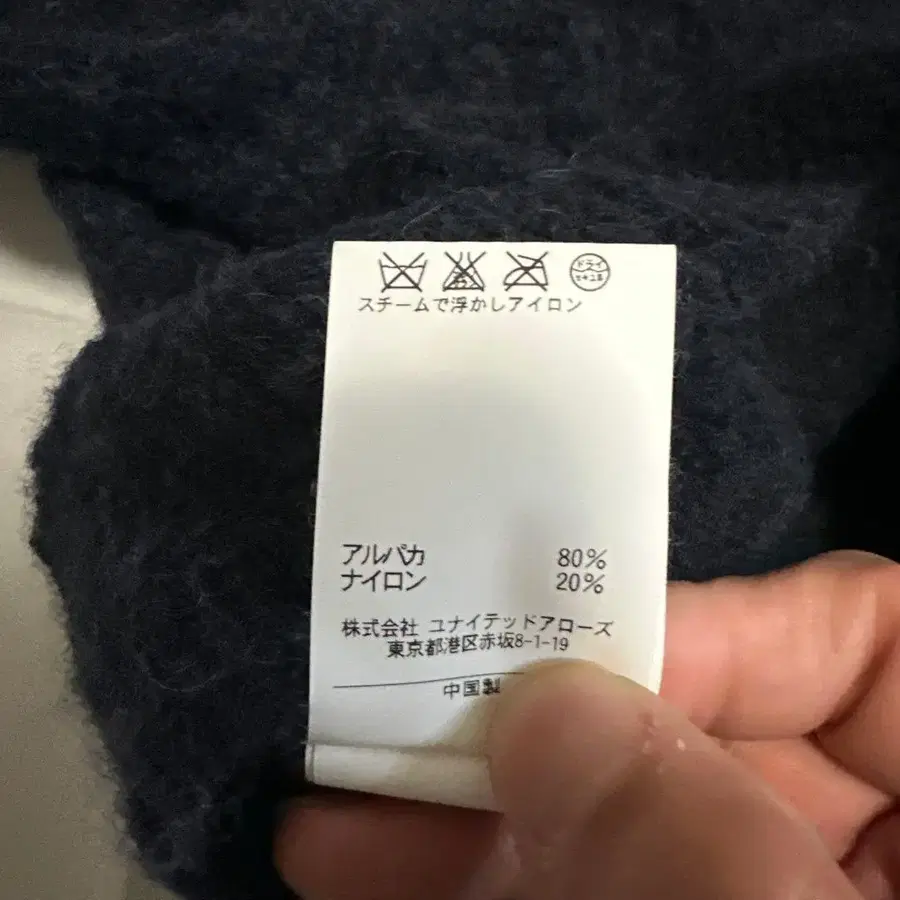 ドライ
セキユ系
スチームで浮かしアイロン
アルパカ 80%
ナイロン 20%
株式会社 ユナイテッドアローズ
東京都港区赤坂8-1-19
中国製